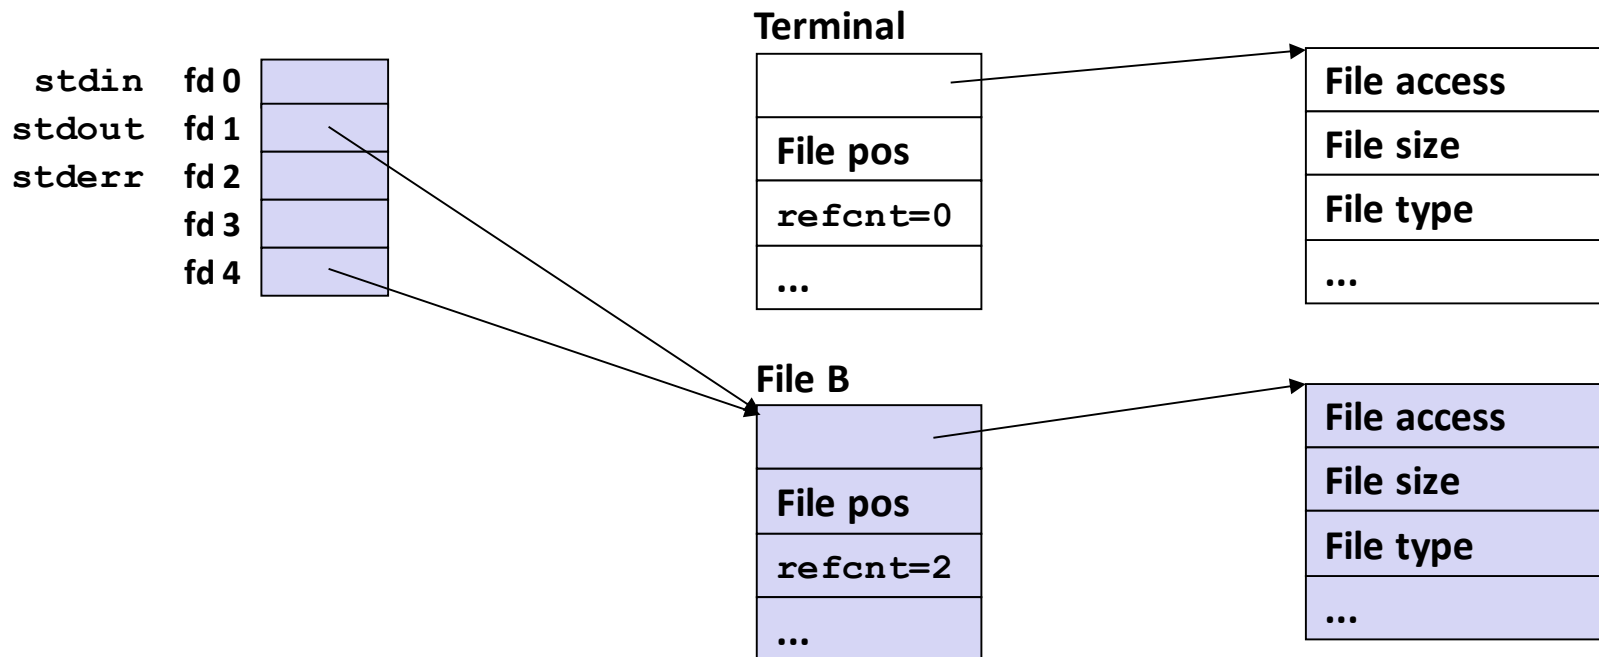 stdin fd 0
stdout fd 1
stderr fd 2
fd 3
fd 4
Terminal
File pos
refcnt=0
...
File access
File size
File type
...
File B
File pos
refcnt=2
...
File access
File size
File type
...